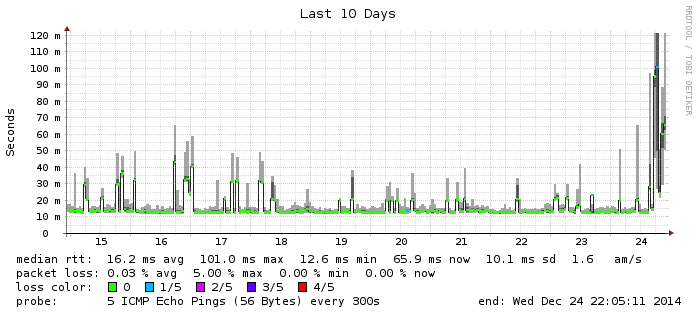 Last 10 Days
RRDTOOL / TOBI OETIKER
Seconds
120 m
110 m
100 m
90 m
80 m
70 m
60 m
50 m
40 m
30 m
20 m
10 m
0
15 16 17 18 19 20 21 22 23 24
median rtt: 16.2 ms avg 101.0 ms max 12.6 ms min 65.9 ms now 10.1 ms sd 1.6 am/s
packet loss: 0.03 % avg 5.00 % max 0.00 % min 0.00 % now
loss color: 0 1/5 2/5 3/5 4/5
probe: 5 ICMP Echo Pings (56 Bytes) every 300s end: Wed Dec 24 22:05:11 2014